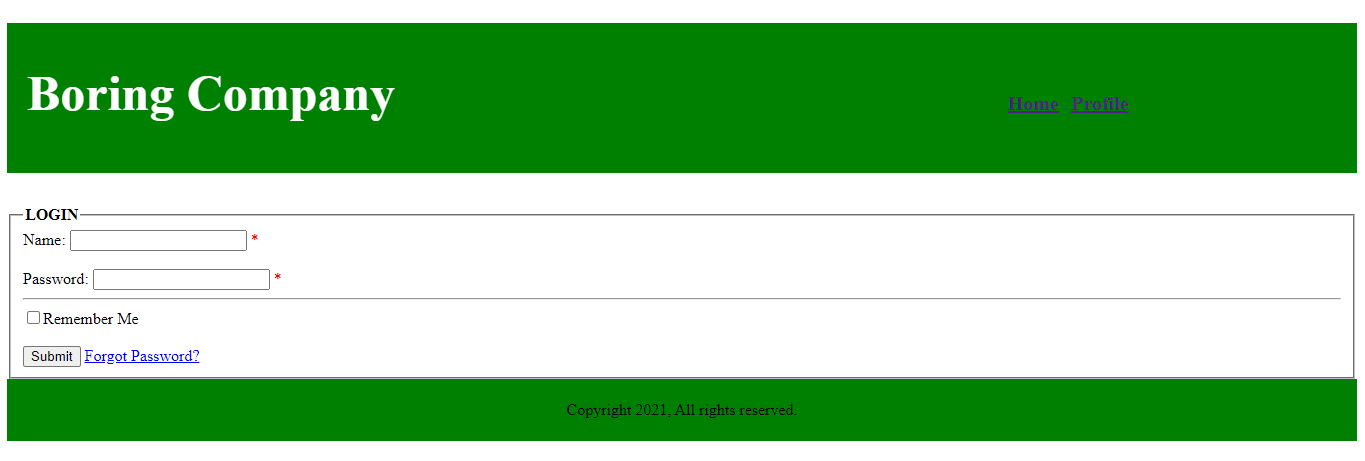 Boring Company
Home Profile
LOGIN
Name: *
Password: *
Remember Me
Submit Forgot Password?
Copyright 2021, All rights reserved.